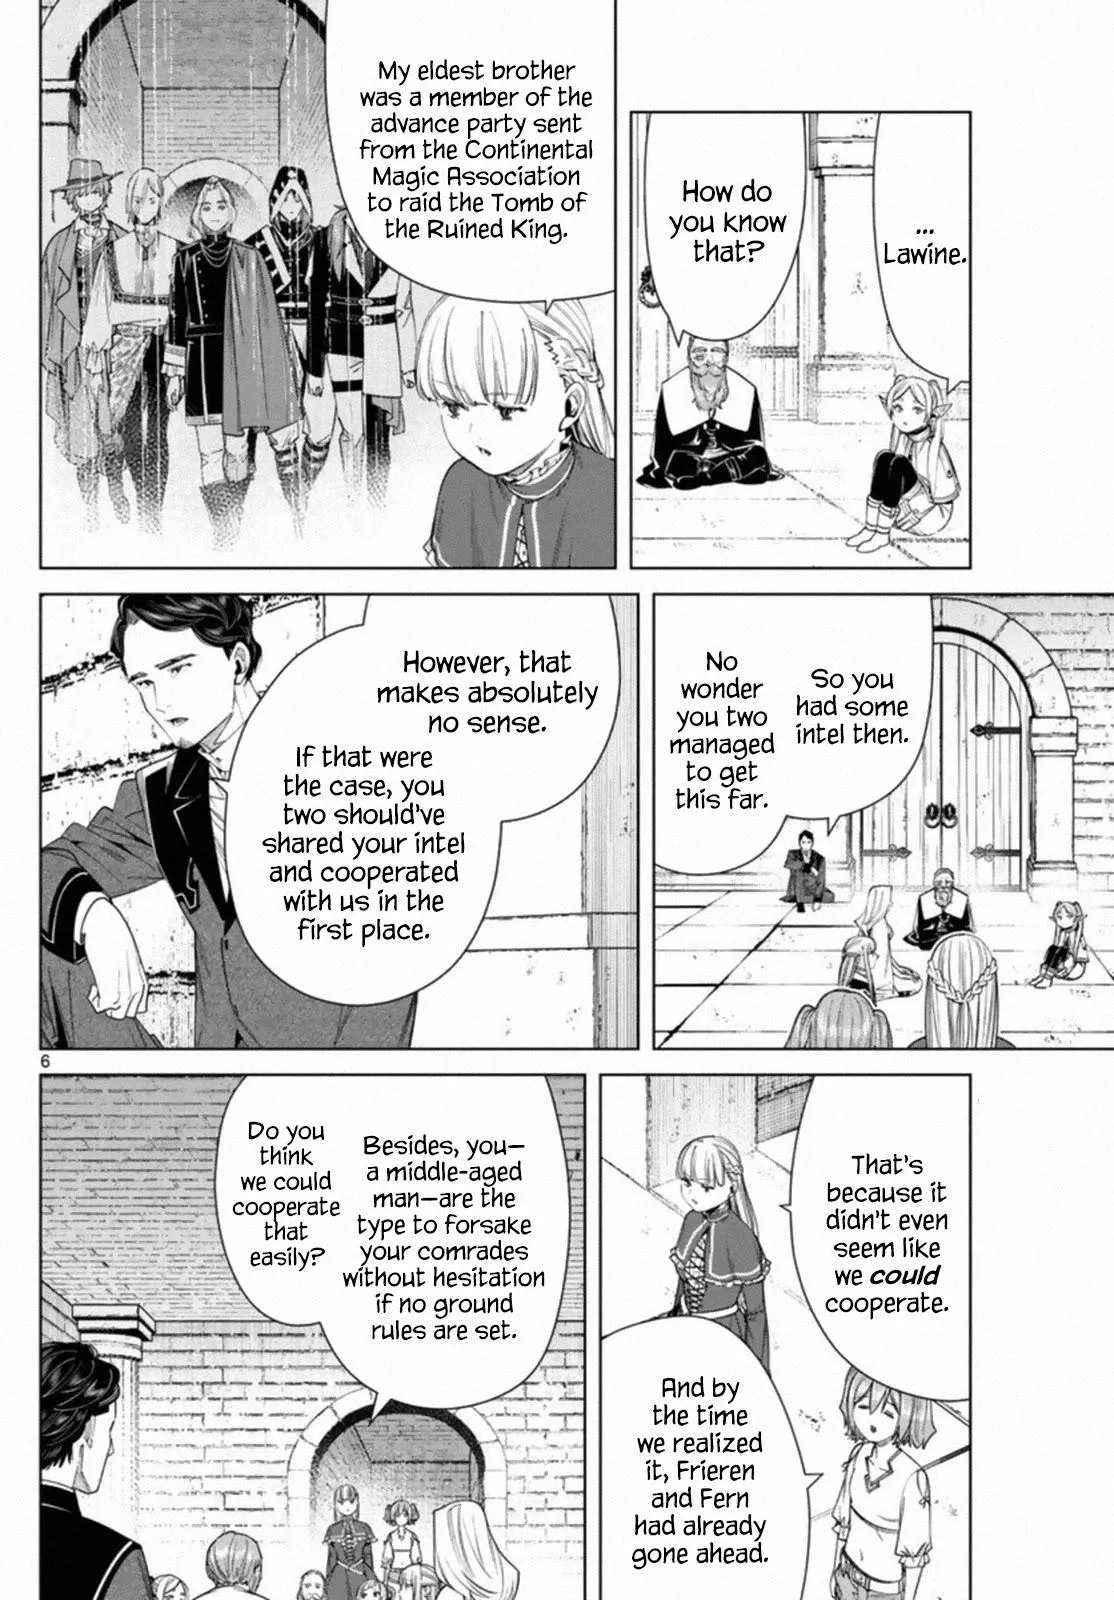 ...
Lawine.
How do
you know
that?
My eldest brother
was a member of the
advance party sent
from the Continental
Magic Association
to raid the Tomb of
the Ruined King.
So you
had some
intel then.
No
wonder
you two
managed
to get
this far.
However, that
makes absolutely
no sense.
If that were
the case, you
two should've
shared your intel
and cooperated
with us in the
first place.
6
That's
because it
didn't even
seem like
we could
cooperate.
And by
the time
we realized
it, Frieren
and Fern
had already
gone ahead.
Besides, you—
a middle-aged
man—are the
type to forsake
your comrades
without hesitation
if no ground
rules are set.
Do you
think
we could
cooperate
that
easily?